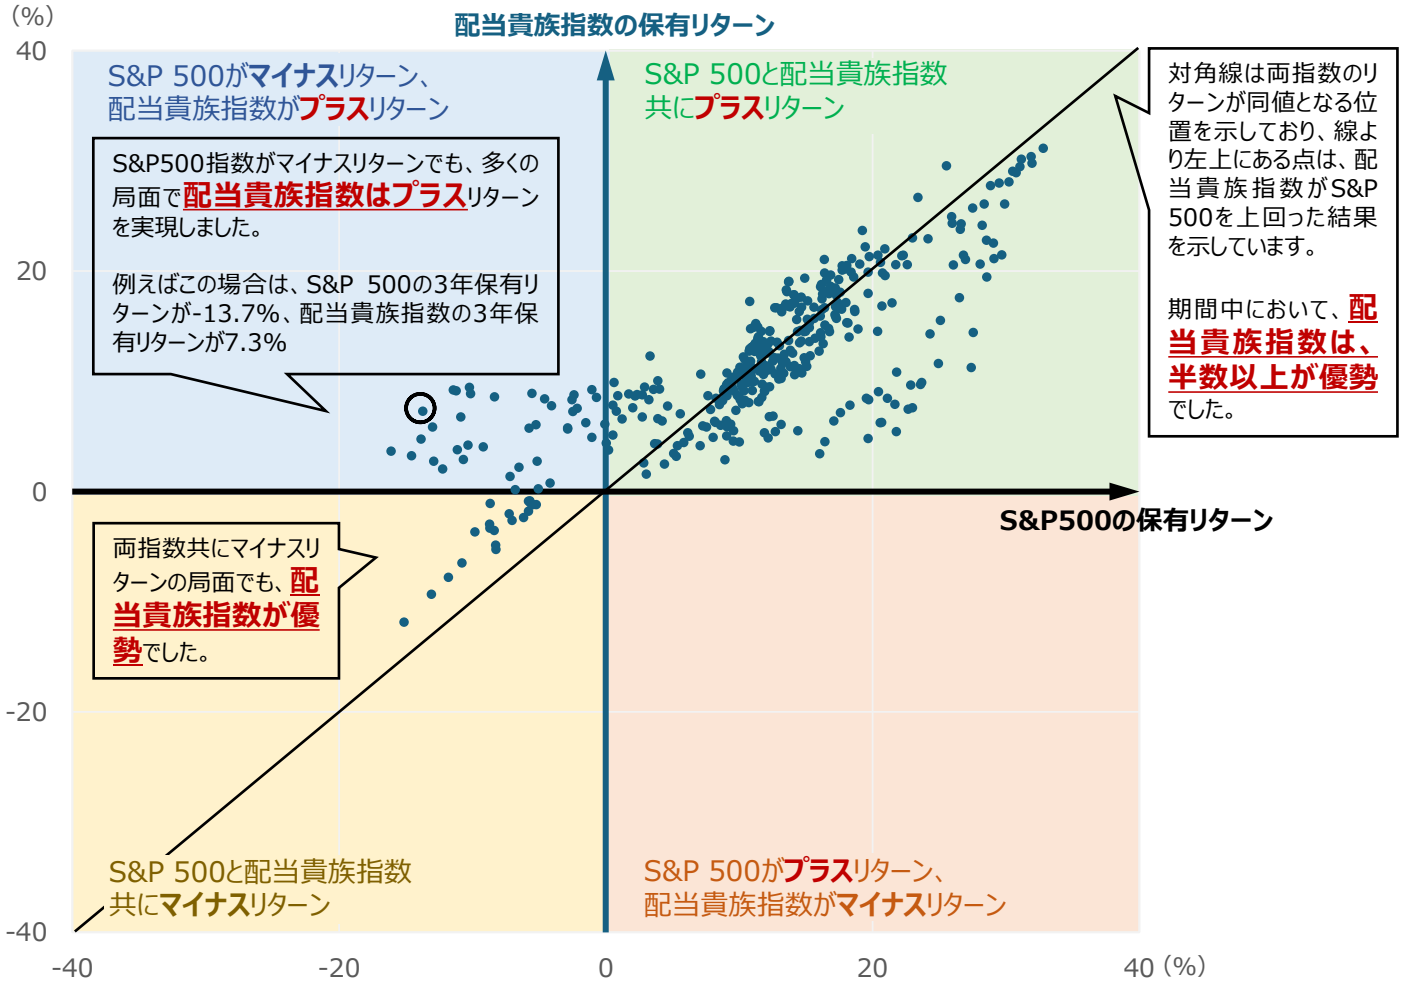 (%)
配当貴族指数の保有リターン
40
S&P 500がマイナスリターン、
配当貴族指数がプラスリターン
S&P 500と配当貴族指数
共にプラスリターン
S&P500指数がマイナスリターンでも、多くの
局面で配当貴族指数はプラスリターン
を実現しました。
例えばこの場合は、S&P 500の3年保有リ
ターンが-13.7%、配当貴族指数の3年保
有リターンが7.3%
対角線は両指数のリ
ターンが同値となる位
置を示しており、線よ
り左上にある点は、配
当貴族指数がS&P
500を上回った結果
を示しています。
期間中において、配
当貴族指数は、
半数以上が優勢
でした。
20
0
S&P500の保有リターン
両指数共にマイナスリ
ターンの局面でも、配
当貴族指数が優
勢でした。
-20
S&P 500と配当貴族指数
共にマイナスリターン
S&P 500がプラスリターン、
配当貴族指数がマイナスリターン
-40
-40
-20
0
20
40
(%)